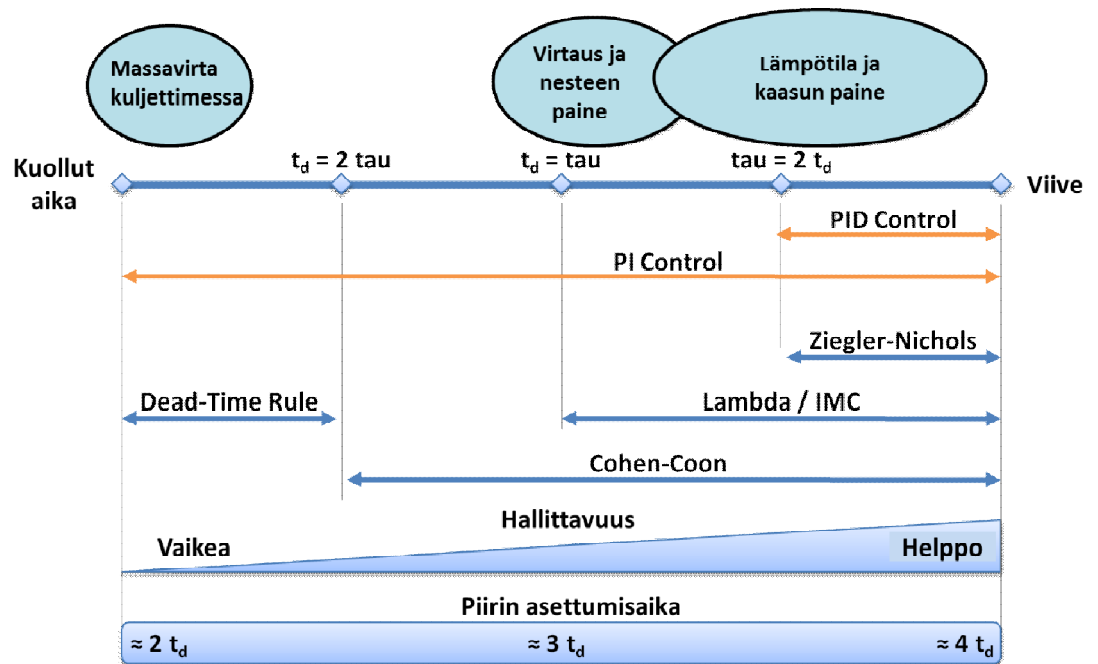 Massavirta
kuljettimessa
Virtaus ja
nesteen
paine
Lämpötila ja
kaasun paine
Kuollut
aika
t_d = 2 tau
t_d = tau
tau = 2 t_d
Viive
PID Control
PI Control
Ziegler-Nichols
Dead-Time Rule
Lambda / IMC
Cohen-Coon
Hallittavuus
Vaikea
Helppo
Piirin asettumisaika
≈ 2 t_d
≈ 3 t_d
≈ 4 t_d